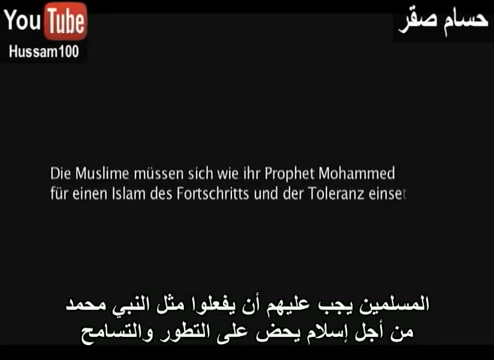 You Tube
Hussam100
حسام صقر
Die Muslime müssen sich wie ihr Prophet Mohammed
für einen Islam des Fortschritts und der Toleranz einset
المسلمين يجب عليهم أن يفعلوا مثل النبي محمد
من أجل إسلام يحض على التطور والتسامح